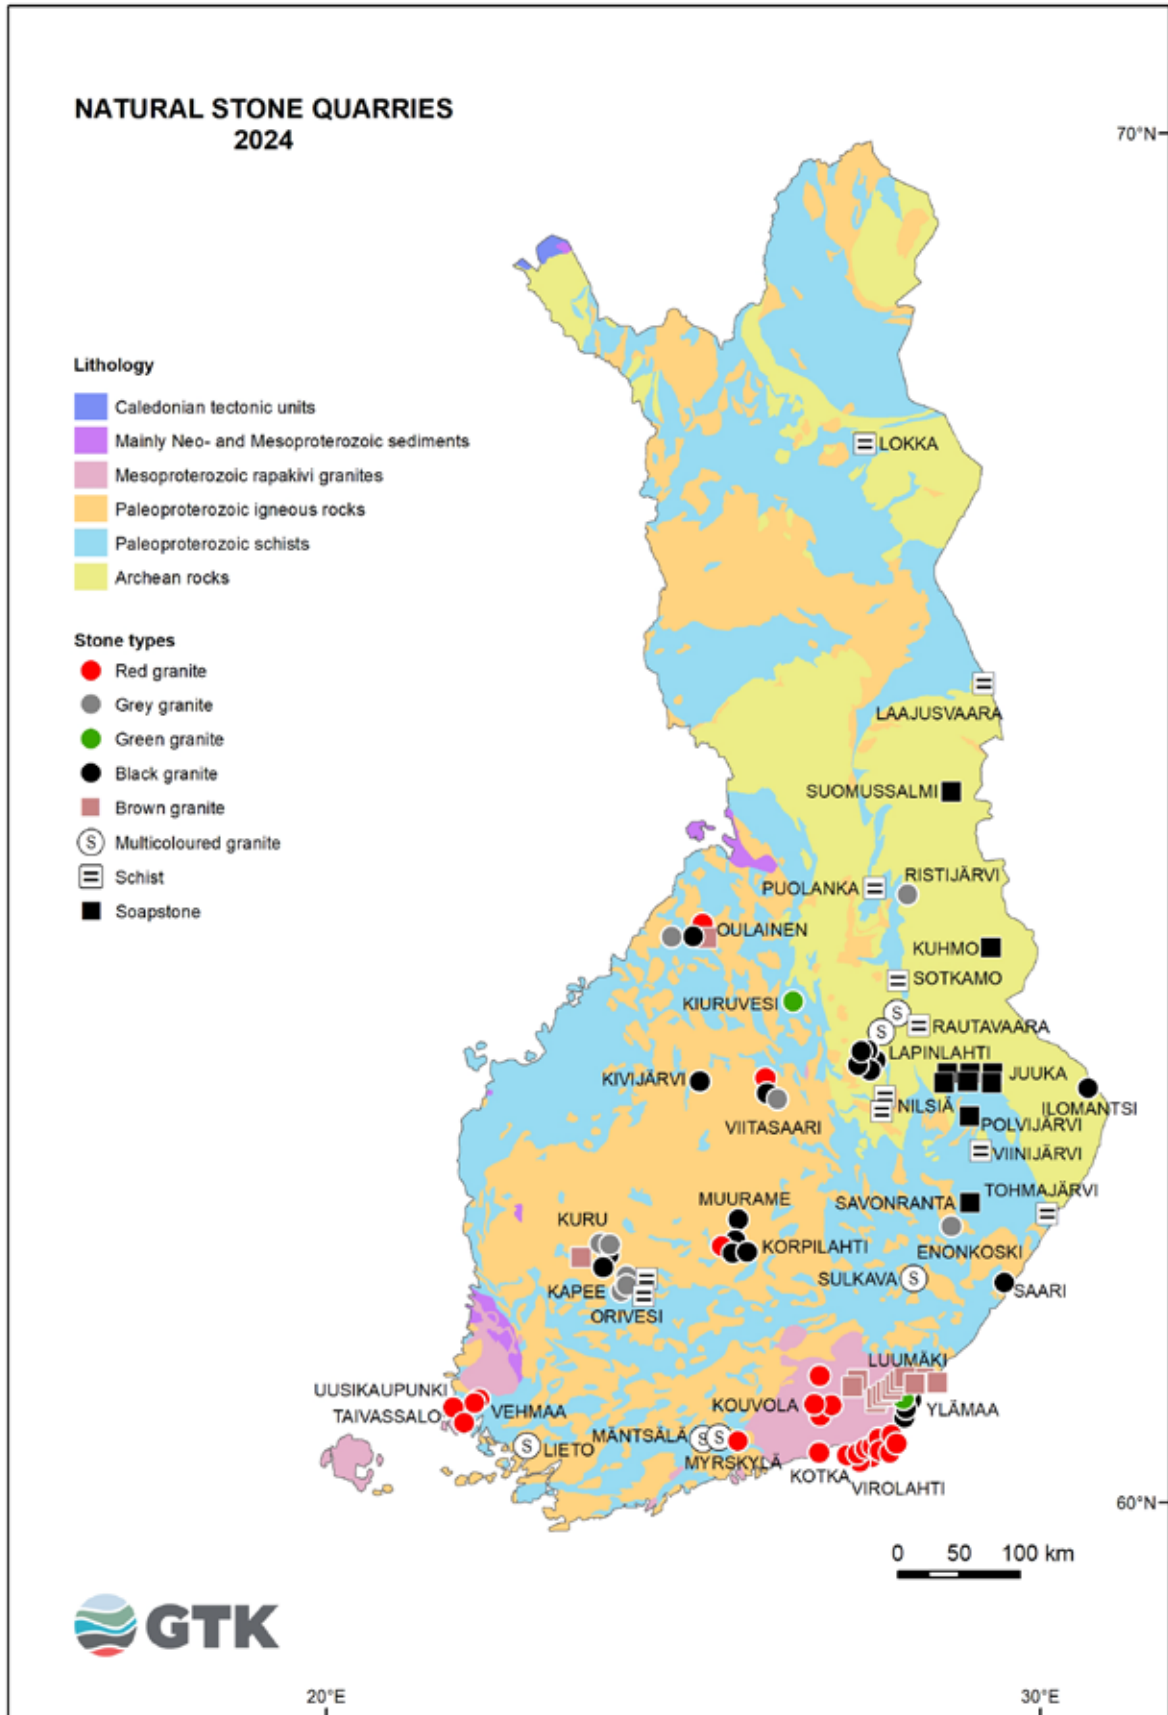 NATURAL STONE QUARRIES
2024
70°N
Lithology
Caledonian tectonic units
Mainly Neo- and Mesoproterozoic sediments
Mesoproterozoic rapakivi granites
Paleoproterozoic igneous rocks
Paleoproterozoic schists
Archean rocks
Stone types
Red granite
Grey granite
Green granite
Black granite
Brown granite
S Multicoloured granite
Schist
Soapstone
LOKKA
LAAJUSVAARA
SUOMUSSALMI
RISTIJÄRVI
PUOLANKA
OULAINEN
KUHMO
SOTKAMO
KIURUVESI
S
S
RAUTAVAARA
LAPINLAHTI
JUUKA
KIVIJÄRVI
NILSIÄ
ILOMANTSI
VIITASAARI
POLVIJÄRVI
VIINIJÄRVI
TOHMAJÄRVI
MUURAME
SAVONRANTA
KURU
KORPILAHTI
ENONKOSKI
SULKAVA S
KAPEE
SAARI
ORIVESI
LUUMÄKI
UUSIKAUPUNKI
KOUVOLA
YLÄMAA
TAIVASSALO
VEHMAA
MÄNTSÄLÄ S S
S LIETO
MYRSKYLÄ
KOTKA
VIROLAHTI
60°N
0 50 100 km
GTK
20°E 30°E